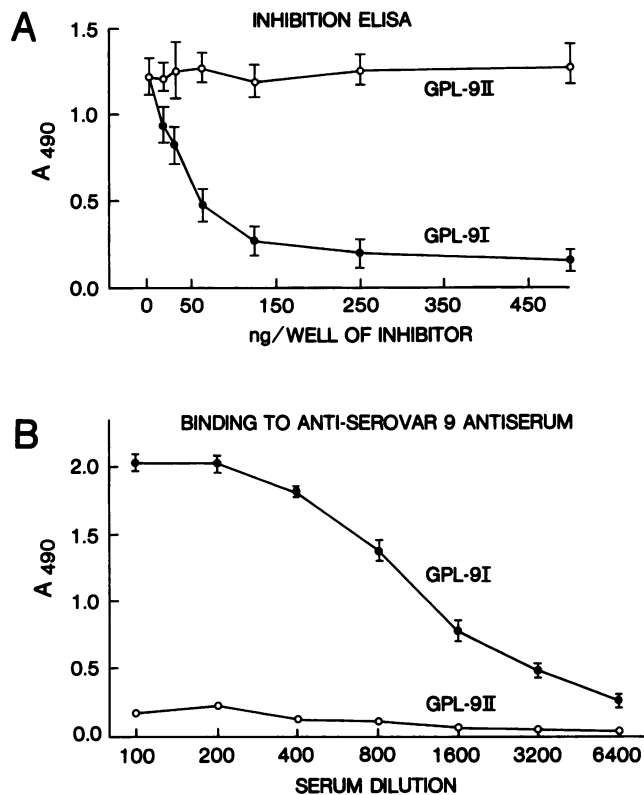 A
INHIBITION ELISA
1.5
1.0
0.5
0.0
A 490
GPL-9II
GPL-9I
0 50 150 250 350 450
ng/WELL OF INHIBITOR
B
BINDING TO ANTI-SEROVAR 9 ANTISERUM
2.0
1.5
1.0
0.5
0.0
A 490
GPL-9I
GPL-9II
100 200 400 800 1600 3200 6400
SERUM DILUTION